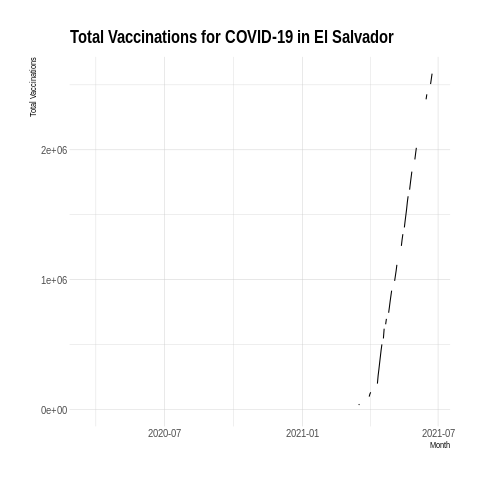 Total Vaccinations for COVID-19 in El Salvador
Total Vaccinations
2e+06
1e+06
0e+00
2020-07 2021-01 2021-07
Month